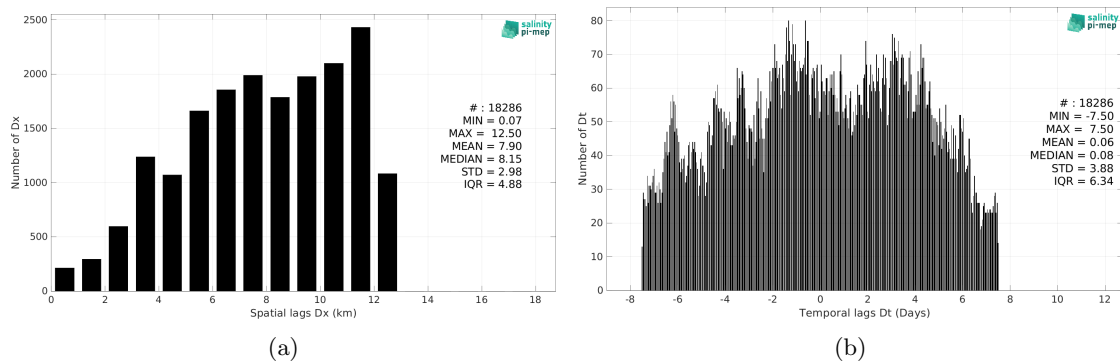 2500
2000
1500
1000
500
0
0 2 4 6 8 10 12 14 16 18
Number of Dx
Spatial lags Dx (km)
salinity
pi-mep
# : 18286
MIN = 0.07
MAX = 12.50
MEAN = 7.90
MEDIAN = 8.15
STD = 2.98
IQR = 4.88
(a)
80
70
60
50
40
30
20
10
0
-8 -6 -4 -2 0 2 4 6 8 10 12
Number of Dt
Temporal lags Dt (Days)
salinity
pi-mep
# : 18286
MIN = -7.50
MAX = 7.50
MEAN = 0.06
MEDIAN = 0.08
STD = 3.88
IQR = 6.34
(b)